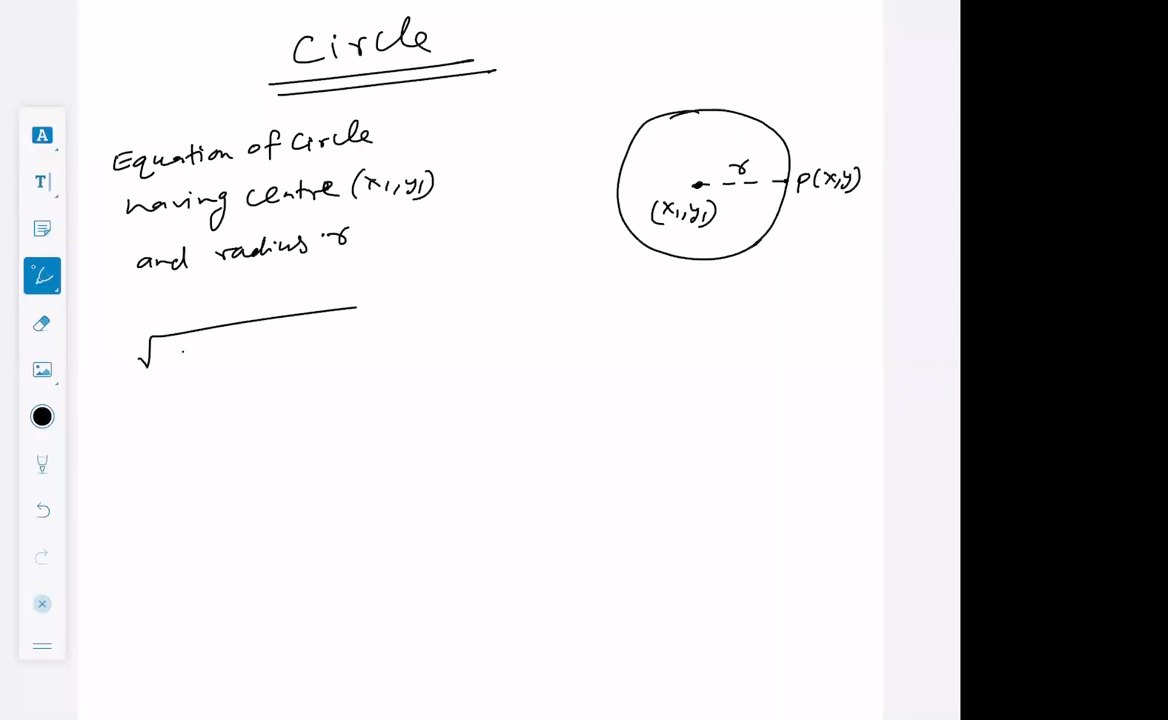 Circle
Equation of Circle
having centre (x₁,y₁)
and radius r
r
P(x,y)
(x₁,y₁)
√
A
T